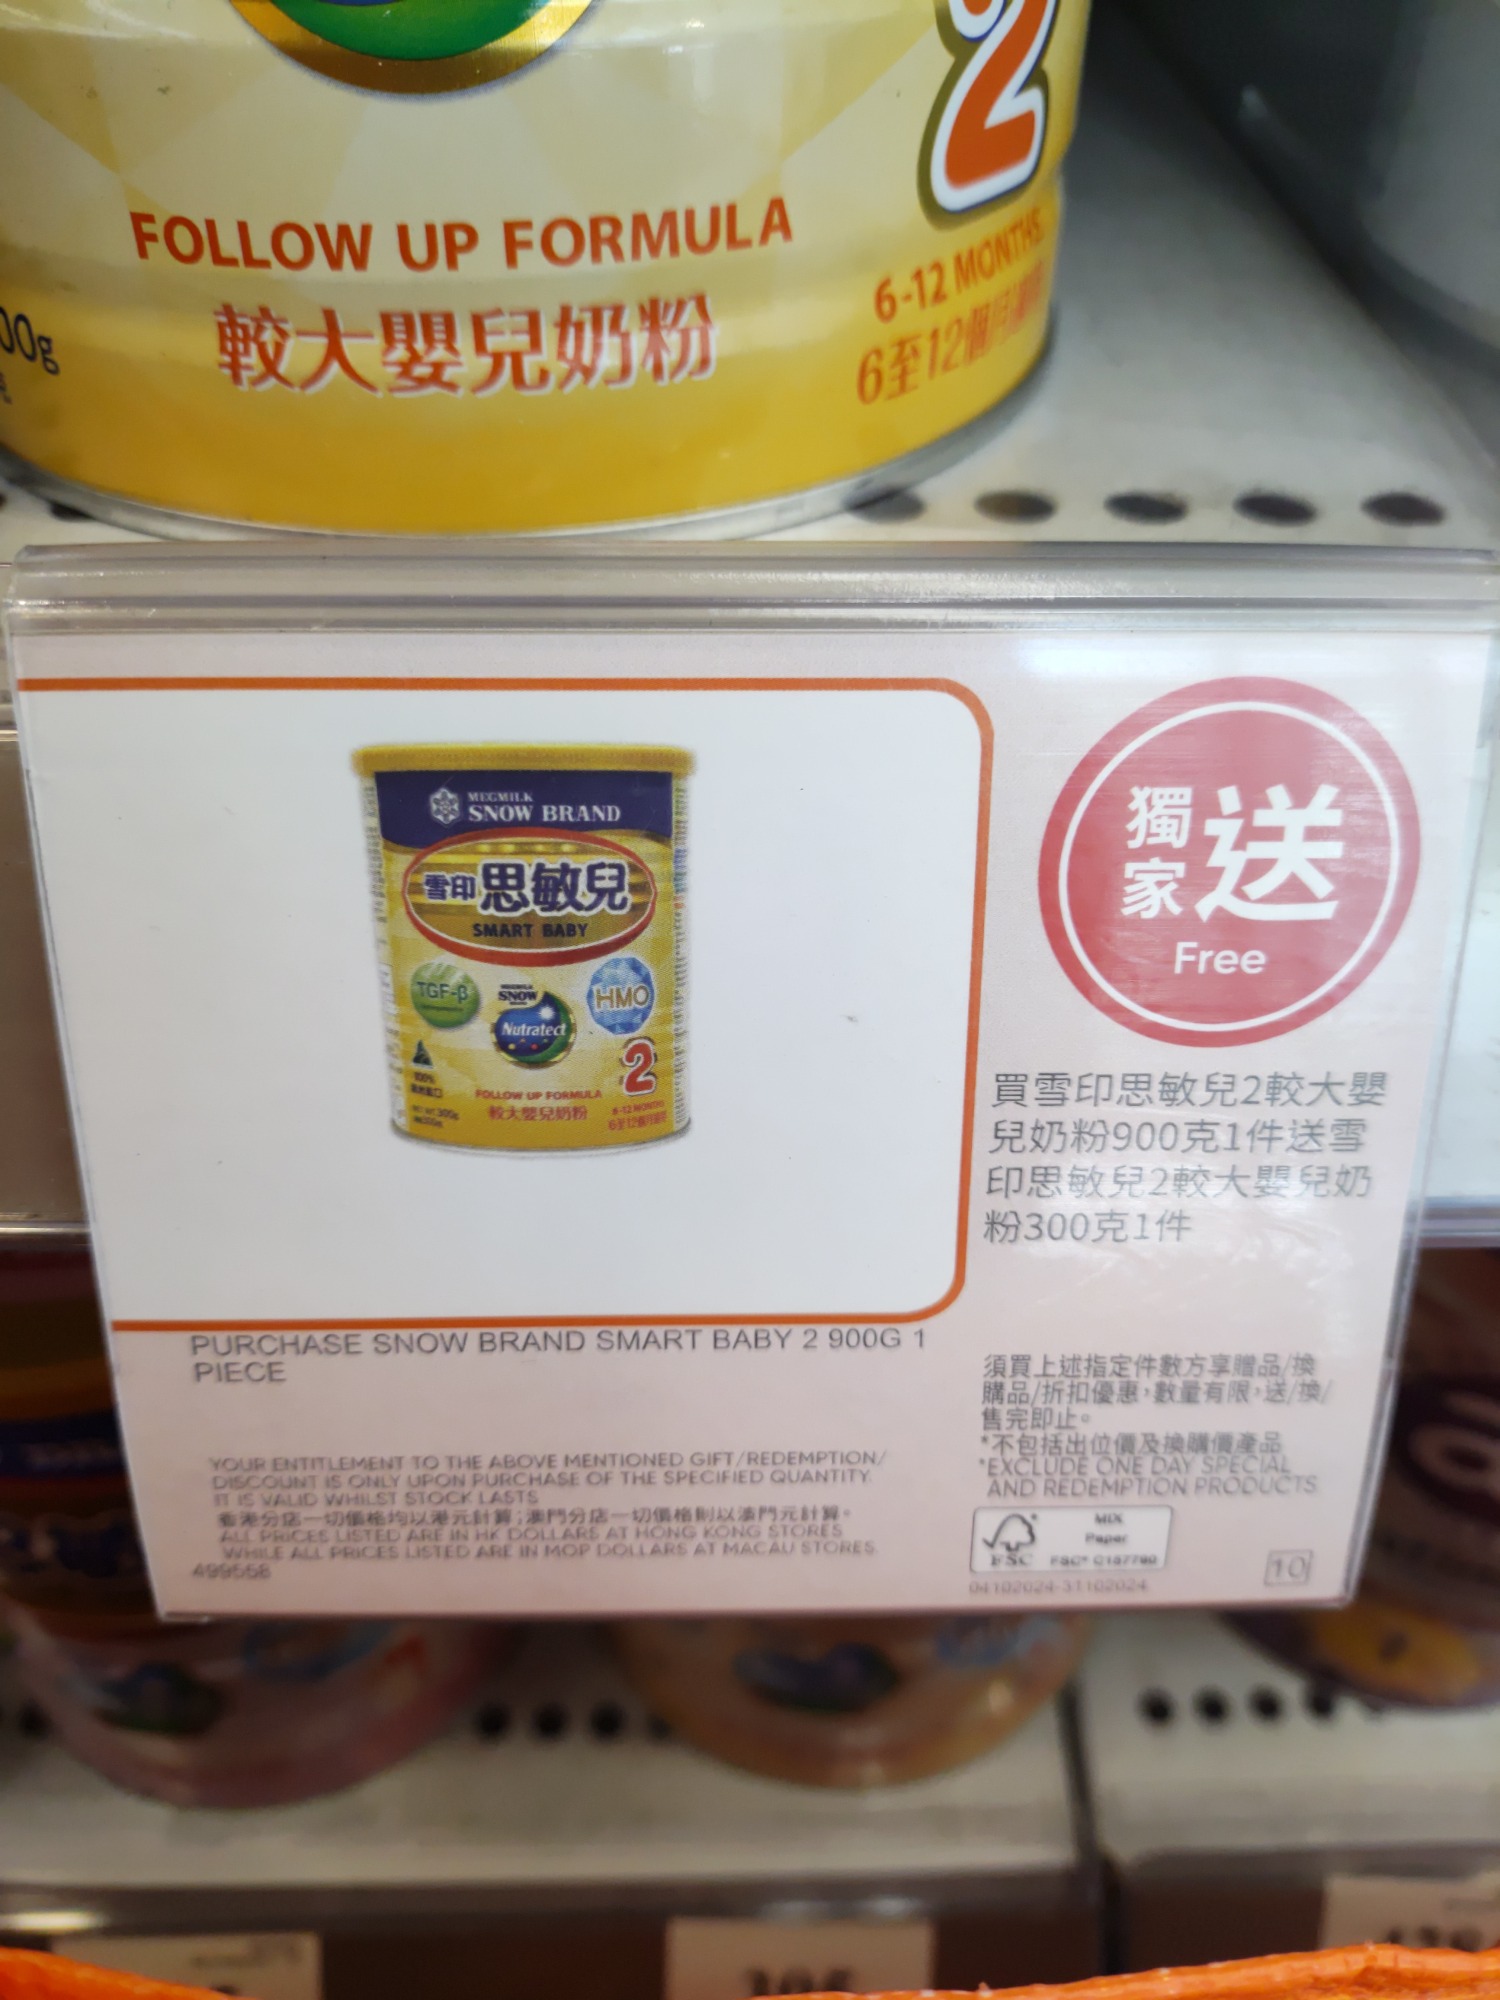 2
FOLLOW UP FORMULA
6-12 MONTHS
00g
較大嬰兒奶粉
6至12個月
MEGMILK
SNOW BRAND
雪印思敏兒
SMART BABY
TGF-β
SNOW
HMO
Nutratect
2
100%
FOLLOW UP FORMULA
較大嬰兒奶粉
300g
6-12 MONTHS
獨家送
Free
買雪印思敏兒2較大嬰
兒奶粉900克1件送雪
印思敏兒2較大嬰兒奶
粉300克1件
PURCHASE SNOW BRAND SMART BABY 2 900G 1
PIECE
須買上述指定件數方享贈品/換
購品/折扣優惠，數量有限，送/換/
售完即止。
*不包括出位價及換購價產品
*EXCLUDE ONE DAY SPECIAL
AND REDEMPTION PRODUCTS
YOUR ENTITLEMENT TO THE ABOVE MENTIONED GIFT/REDEMPTION/
DISCOUNT IS ONLY UPON PURCHASE OF THE SPECIFIED QUANTITY.
IT IS VALID WHILST STOCK LASTS
香港分店一切價格均以港元計算；澳門分店一切價格則以澳門元計算。
ALL PRICES LISTED ARE IN HK DOLLARS AT HONG KONG STORES
WHILE ALL PRICES LISTED ARE IN MOP DOLLARS AT MACAU STORES.
499558
FSC
MIX
Paper
FSC® C157780
04102024-31102024
10